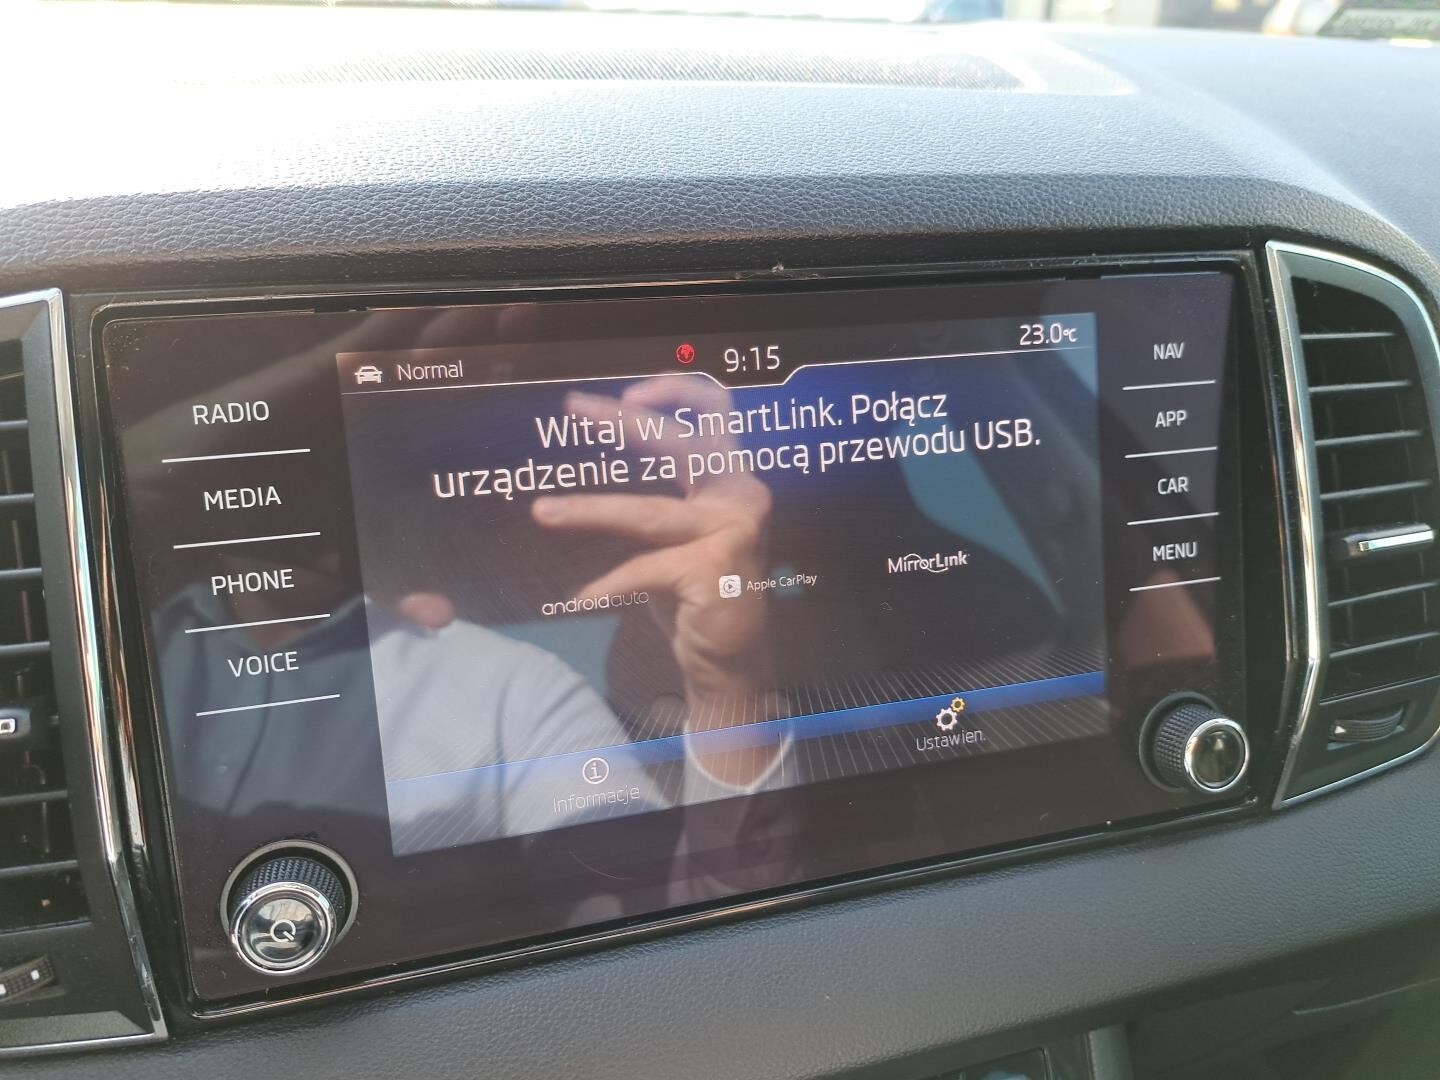 Normal
9:15
23.0°C
RADIO
MEDIA
PHONE
VOICE
Witaj w SmartLink. Połącz
urządzenie za pomocą przewodu USB.
androidauto
Apple CarPlay
MirrorLink
Informacje
Ustawien.
NAV
APP
CAR
MENU